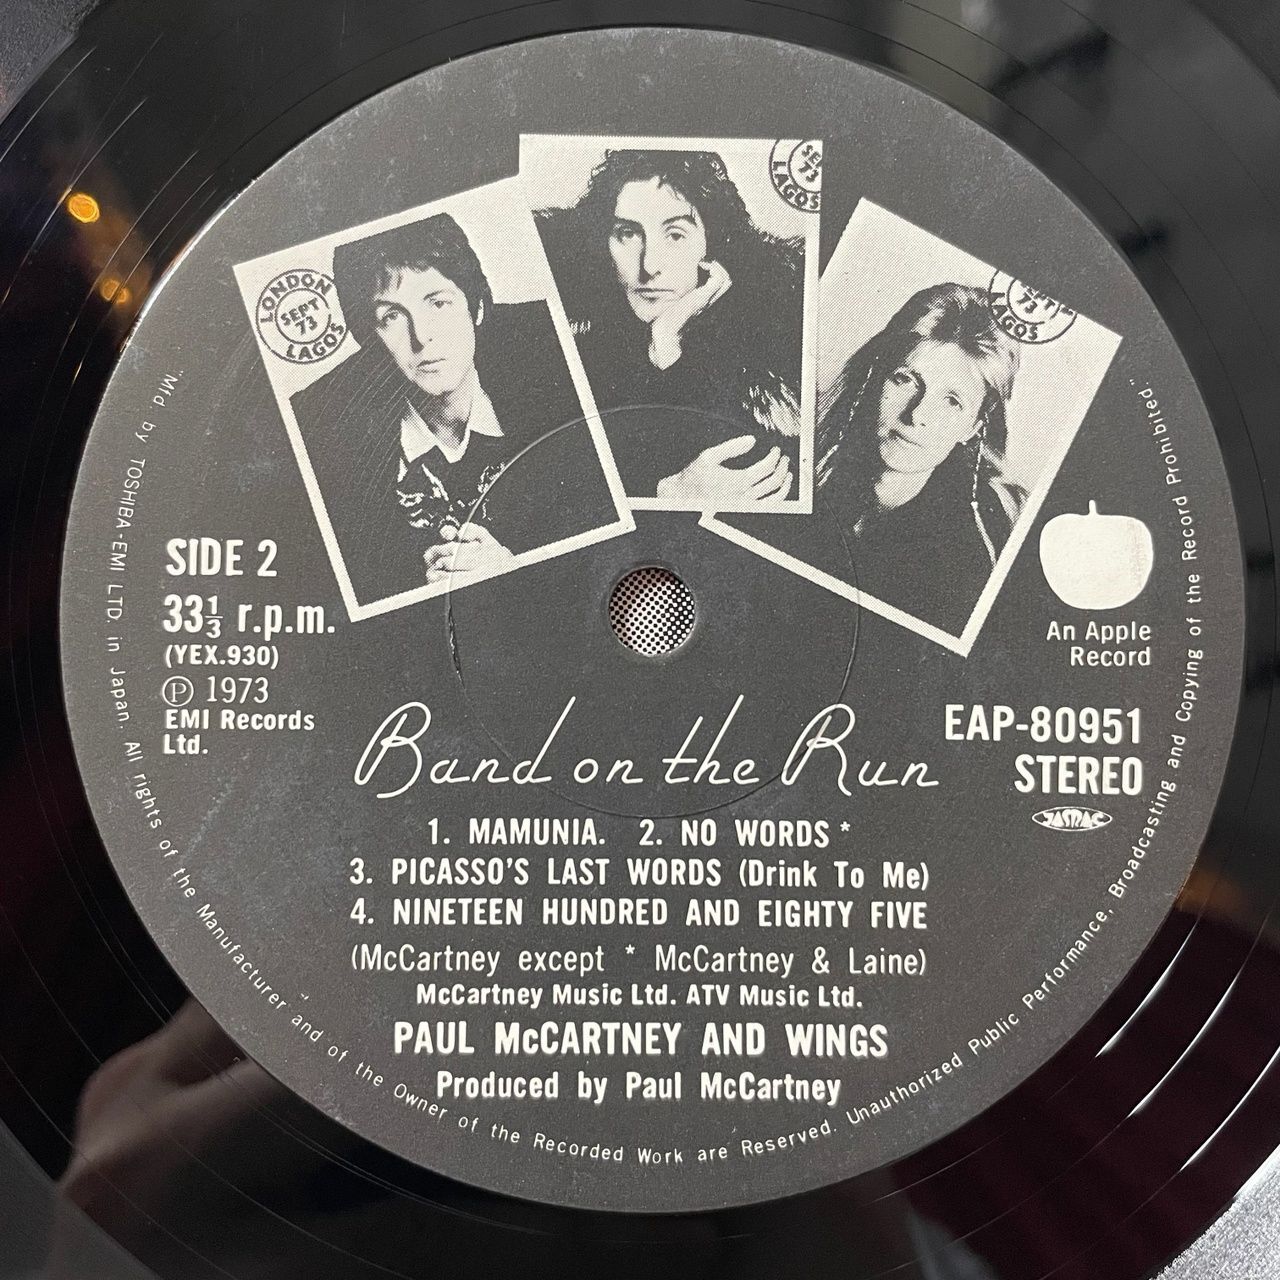 LONDON
SEPT
73
LAGOS
SE
73
LAGOS
73
LAGOS
SIDE 2
33⅓ r.p.m.
(YEX.930)
Ⓟ 1973
EMI Records
Ltd.
An Apple
Record
EAP-80951
STEREO
JASRAC
Band on the Run
1. MAMUNIA. 2. NO WORDS *
3. PICASSO'S LAST WORDS (Drink To Me)
4. NINETEEN HUNDRED AND EIGHTY FIVE
(McCartney except * McCartney & Laine)
McCartney Music Ltd. ATV Music Ltd.
PAUL McCARTNEY AND WINGS
Produced by Paul McCartney
"Mfd. by TOSHIBA-EMI LTD. in Japan. All rights of the Manufacturer and of the Owner of the Recorded Work are Reserved. Unauthorized Public Performance, Broadcasting and Copying of the Record Prohibited."